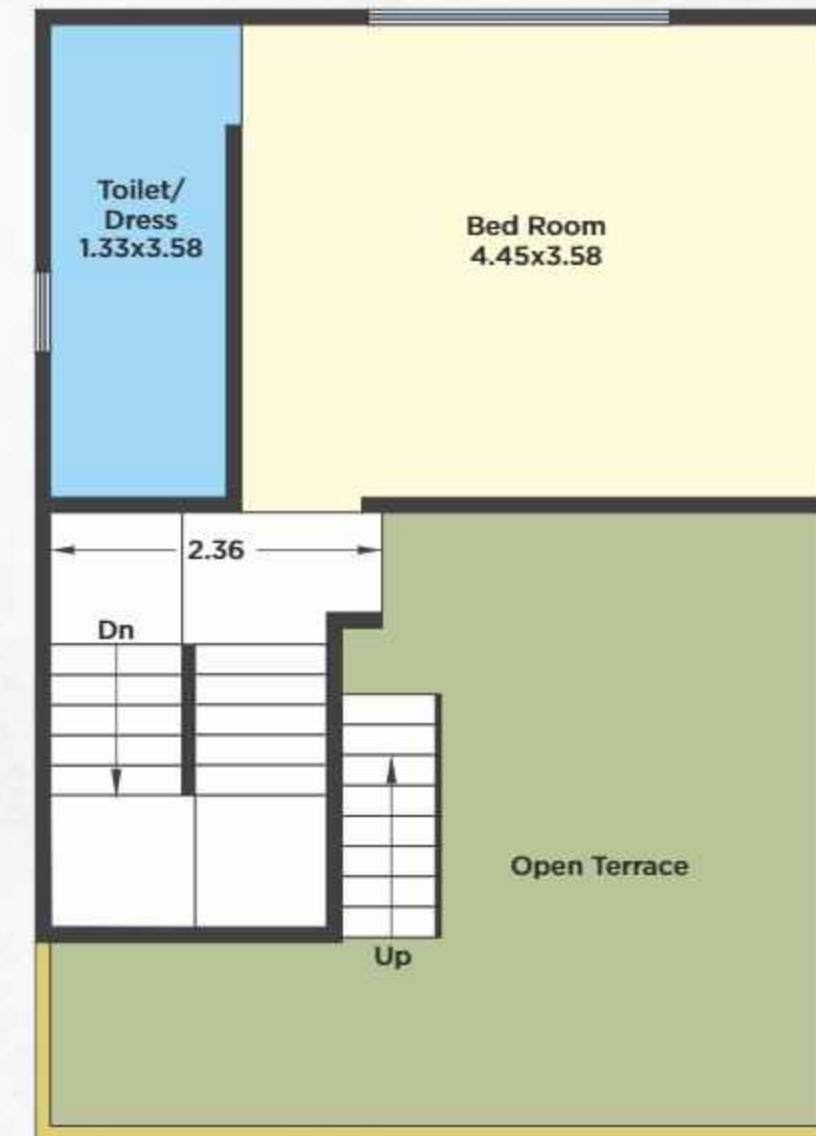 Toilet/
Dress
1.33x3.58
Bed Room
4.45x3.58
2.36
Dn
Open Terrace
Up